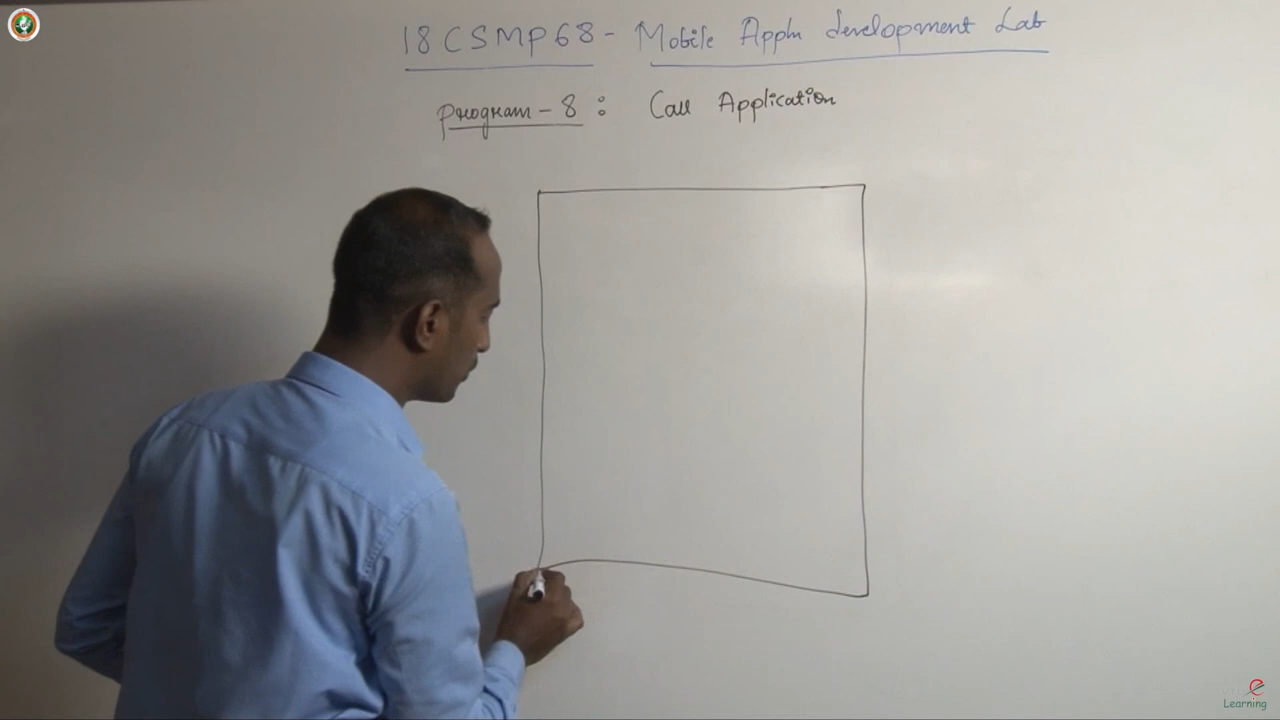 18CSMP68 - Mobile Appln development Lab
Program - 8 : Call Application
e
Learning